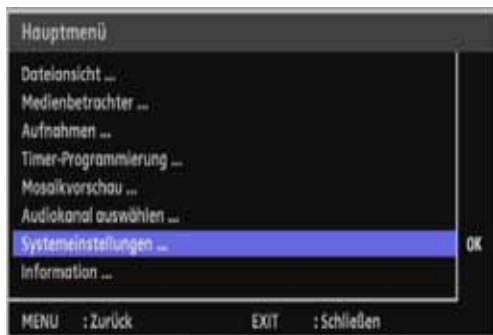 Hauptmenü
Dateiansicht ...
Medienbetrachter ...
Aufnahmen ...
Timer-Programmierung ...
Mosaikvorschau ...
Audiokanal auswählen ...
Systemeinstellungen ... OK
Information ...
MENU : Zurück EXIT : Schließen